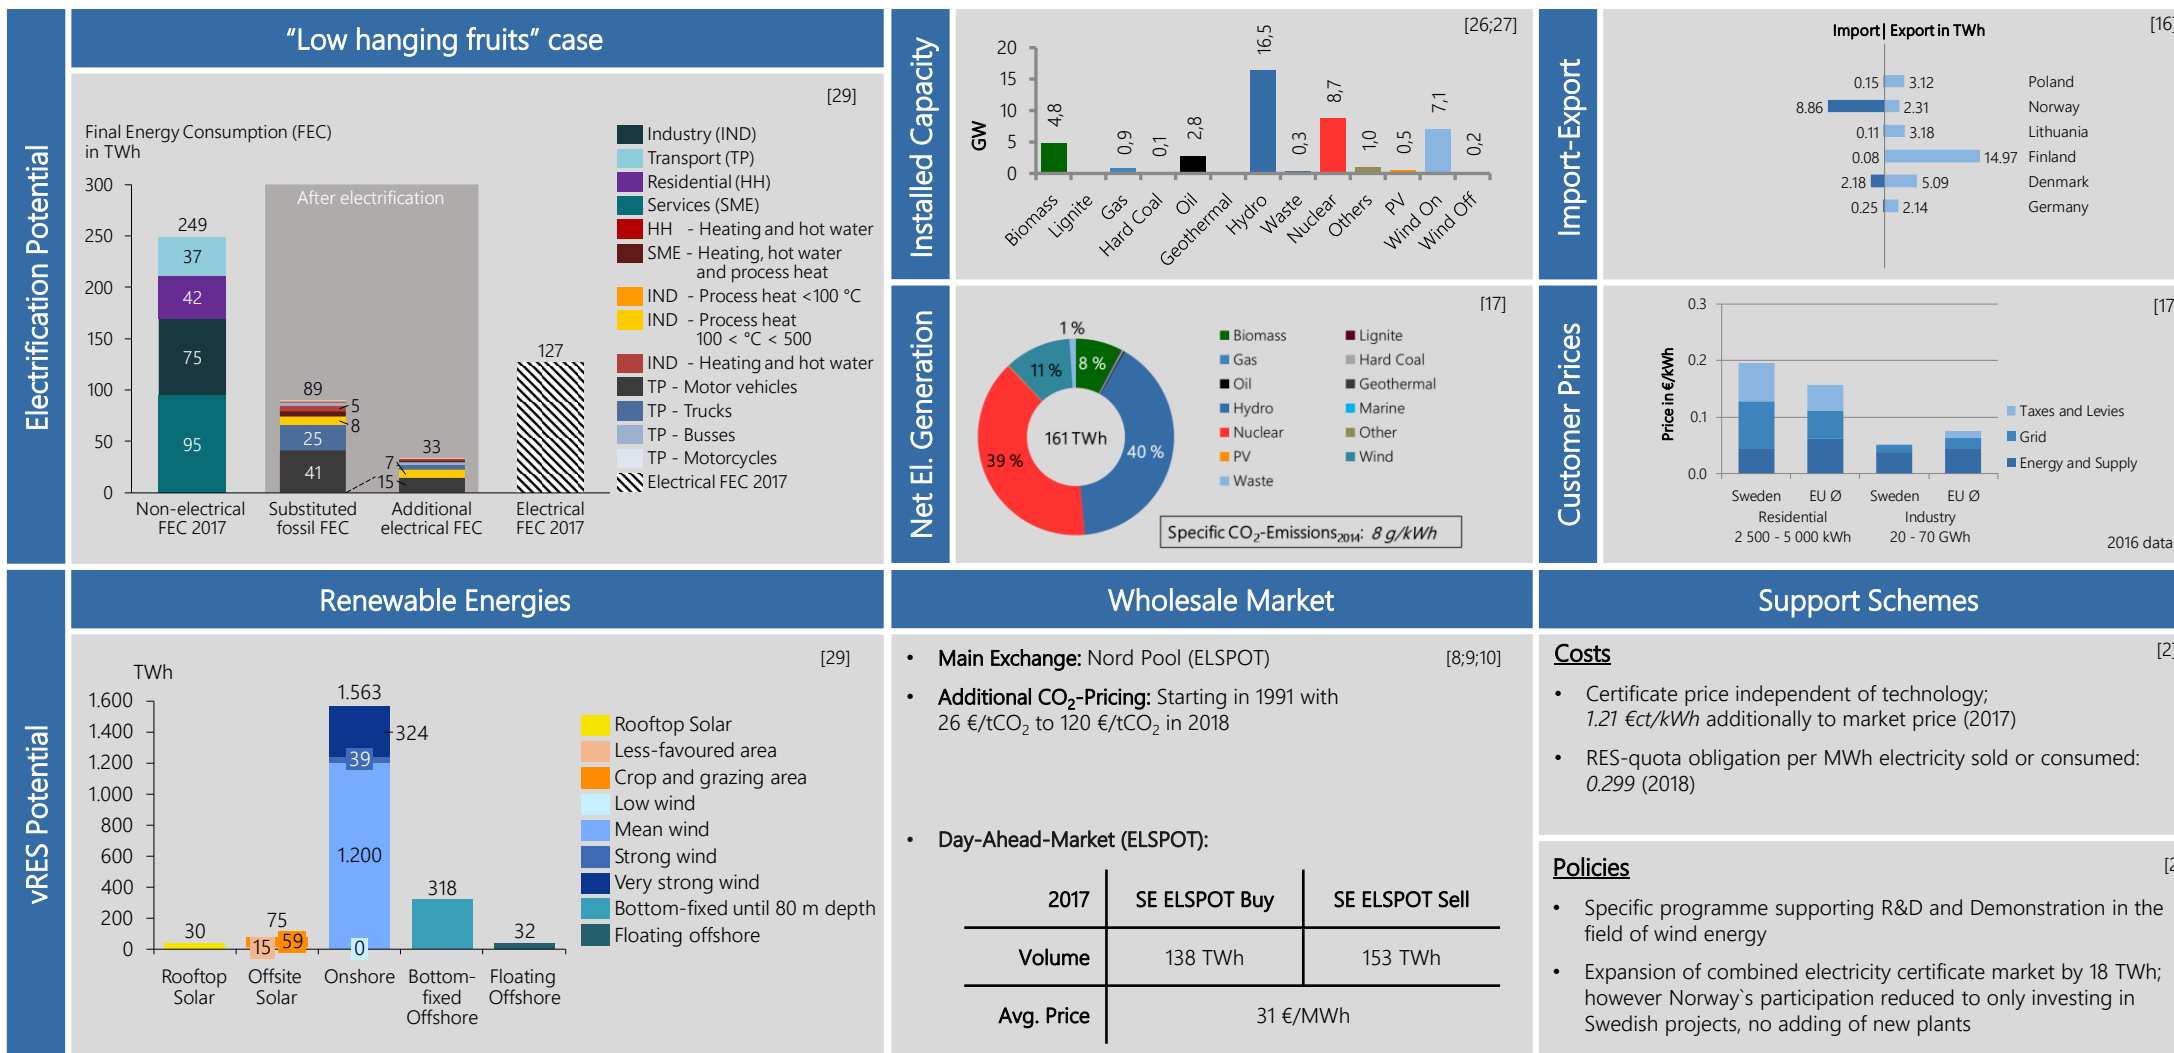 Electrification Potential
“Low hanging fruits” case
[29]
Final Energy Consumption (FEC)
in TWh
300
250
200
150
100
50
0
After electrification
249
37
42
75
95
89
5
8
25
41
33
7
15
127
Non-electrical
FEC 2017
Substituted
fossil FEC
Additional
electrical FEC
Electrical
FEC 2017
Industry (IND)
Transport (TP)
Residential (HH)
Services (SME)
HH - Heating and hot water
SME - Heating, hot water
and process heat
IND - Process heat <100 °C
IND - Process heat
100 < °C < 500
IND - Heating and hot water
TP - Motor vehicles
TP - Trucks
TP - Busses
TP - Motorcycles
Electrical FEC 2017
Installed Capacity
[26;27]
GW
20
15
10
5
0
4,8
0,9
0,1
2,8
16,5
0,3
8,7
1,0
0,5
7,1
0,2
Biomass
Lignite
Gas
Hard Coal
Oil
Geothermal
Hydro
Waste
Nuclear
Others
PV
Wind On
Wind Off
Import-Export
[16]
Import | Export in TWh
0.15 3.12 Poland
8.86 2.31 Norway
0.11 3.18 Lithuania
0.08 14.97 Finland
2.18 5.09 Denmark
0.25 2.14 Germany
Net El. Generation
[17]
1 %
8 %
11 %
161 TWh
39 %
40 %
Biomass
Lignite
Gas
Hard Coal
Oil
Geothermal
Hydro
Marine
Nuclear
Other
PV
Wind
Waste
Specific CO2-Emissions2014: 8 g/kWh
Customer Prices
[17
Price in €/kWh
0.3
0.2
0.1
0.0
Sweden EU Ø Sweden EU Ø
Residential Industry
2 500 - 5 000 kWh 20 - 70 GWh
Taxes and Levies
Grid
Energy and Supply
2016 data
vRES Potential
Renewable Energies
[29]
TWh
1.600
1.400
1.200
1.000
800
600
400
200
0
30
75
15
59
1.563
324
39
1.200
0
318
32
Rooftop
Solar
Offsite
Solar
Onshore
Bottom-
fixed
Offshore
Floating
Offshore
Rooftop Solar
Less-favoured area
Crop and grazing area
Low wind
Mean wind
Strong wind
Very strong wind
Bottom-fixed until 80 m depth
Floating offshore
Wholesale Market
• Main Exchange: Nord Pool (ELSPOT)
[8;9;10]
• Additional CO2-Pricing: Starting in 1991 with
26 €/tCO2 to 120 €/tCO2 in 2018
• Day-Ahead-Market (ELSPOT):
2017 SE ELSPOT Buy SE ELSPOT Sell
Volume 138 TWh 153 TWh
Avg. Price 31 €/MWh
Support Schemes
Costs
[2]
• Certificate price independent of technology;
1.21 €ct/kWh additionally to market price (2017)
• RES-quota obligation per MWh electricity sold or consumed:
0.299 (2018)
Policies
[2
• Specific programme supporting R&D and Demonstration in the
field of wind energy
• Expansion of combined electricity certificate market by 18 TWh;
however Norway`s participation reduced to only investing in
Swedish projects, no adding of new plants